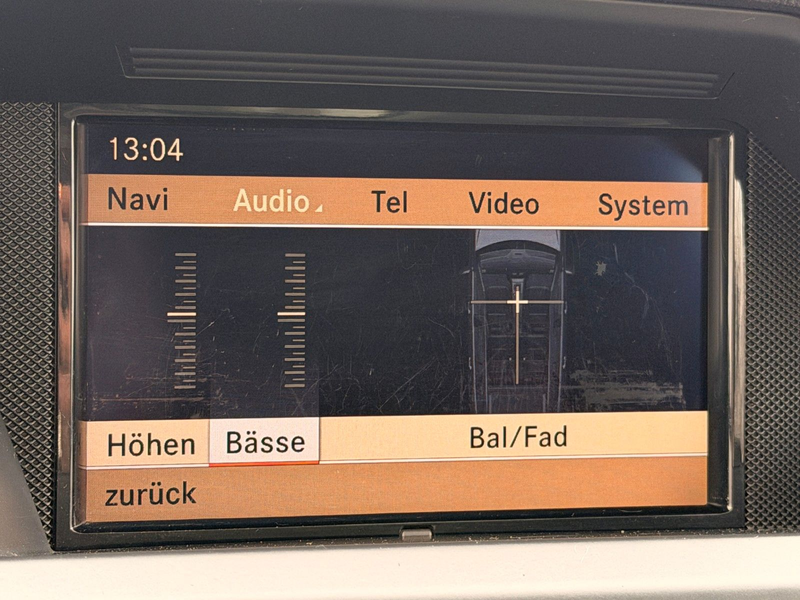 13:04
Navi Audio Tel Video System
Höhen Bässe Bal/Fad
zurück